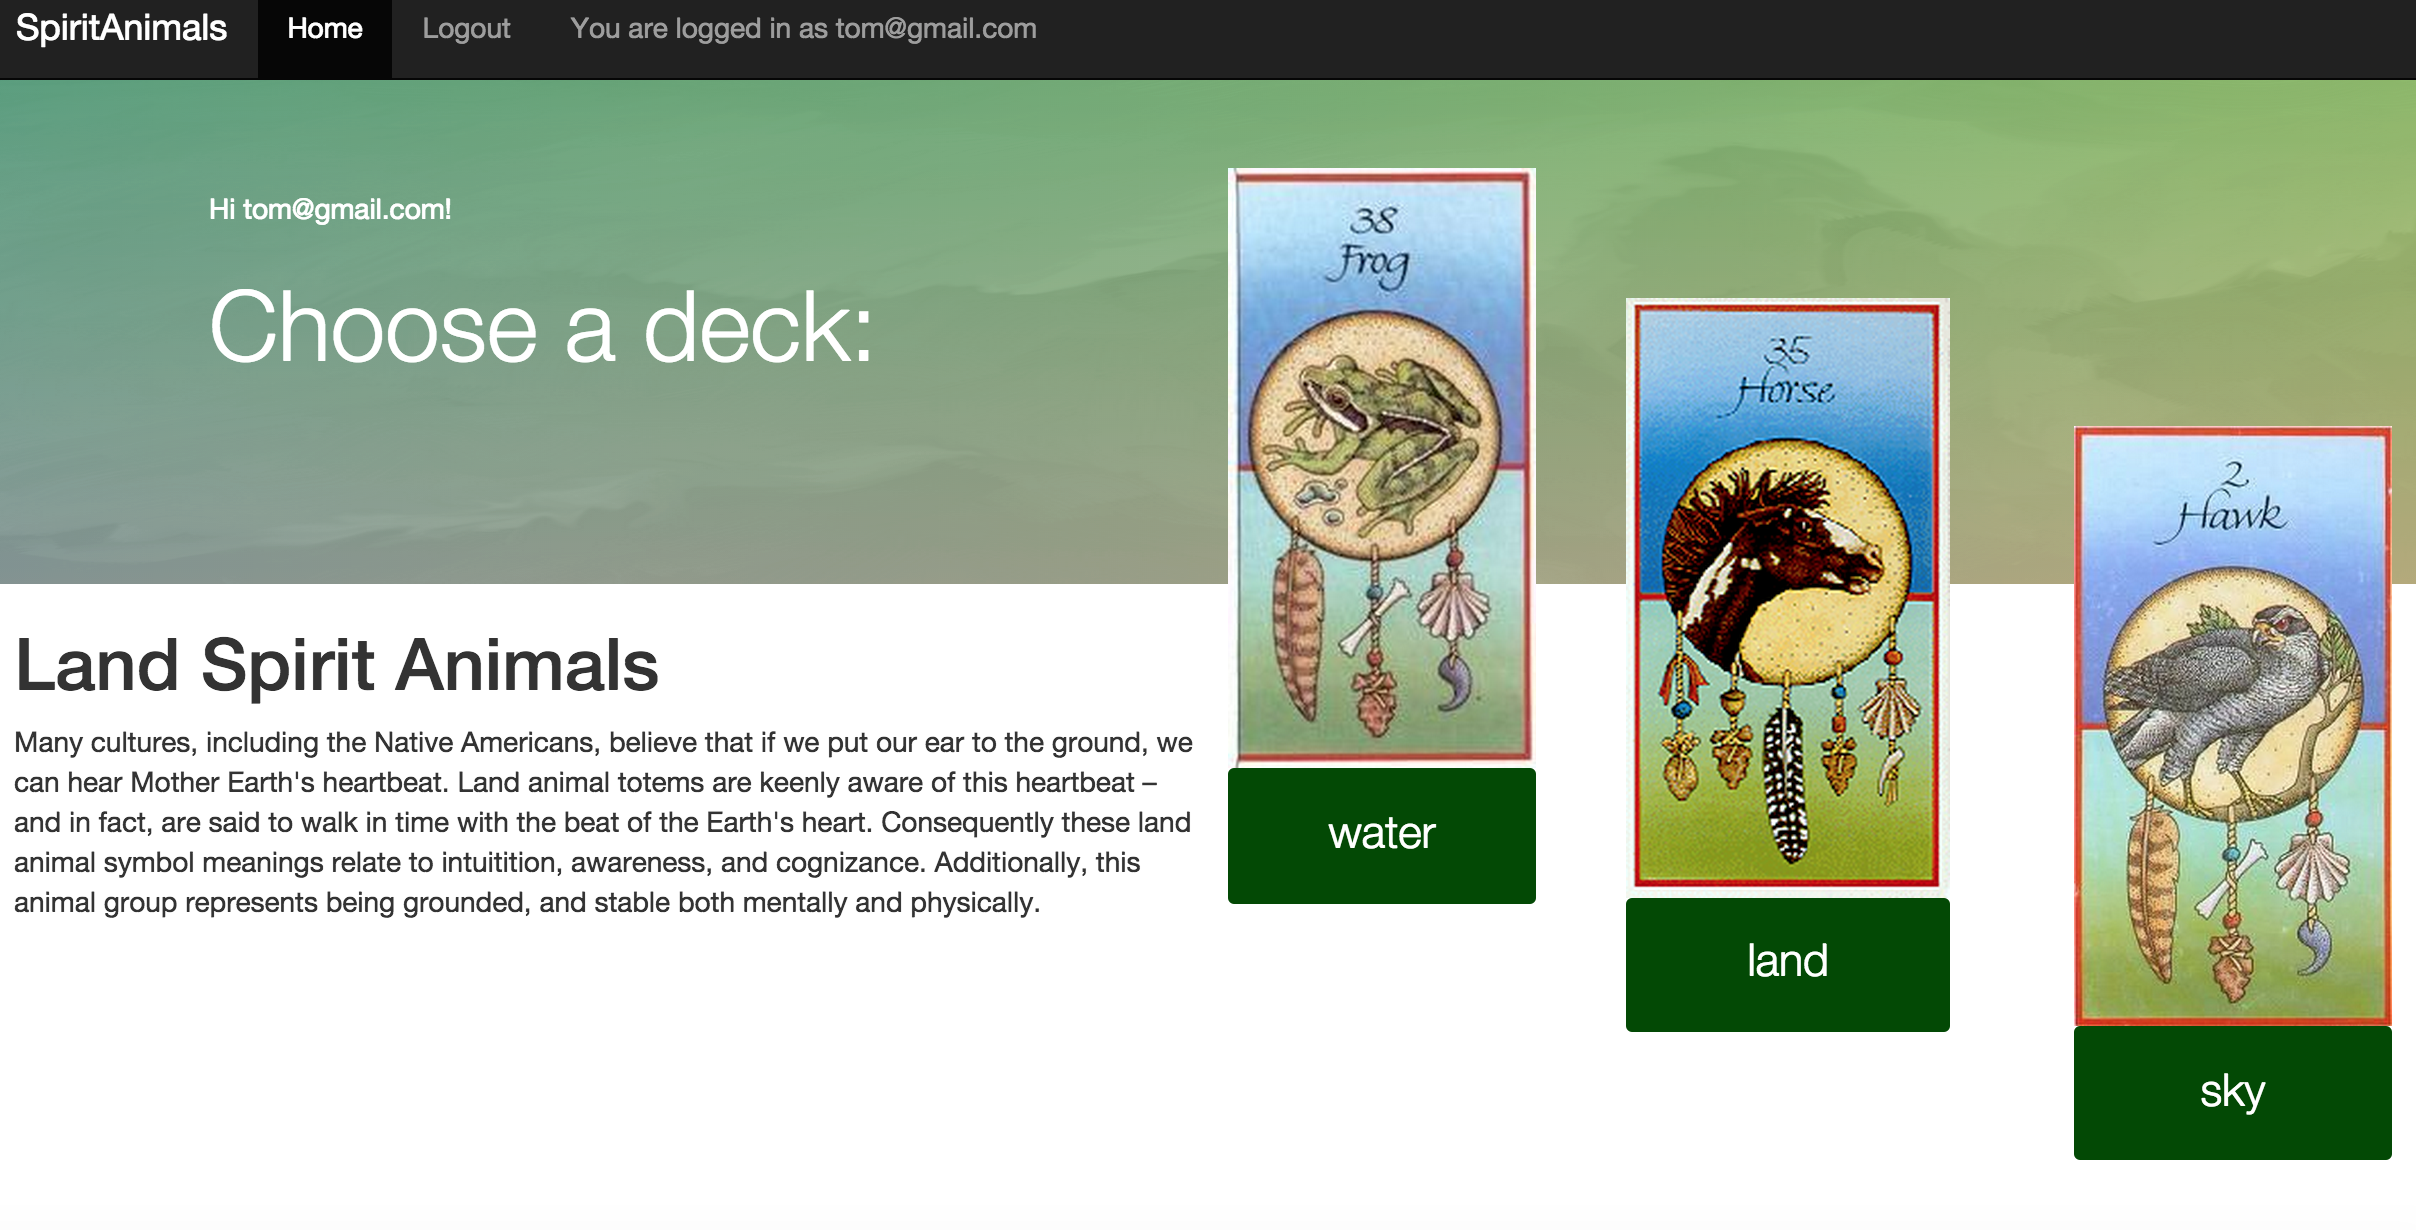 SpiritAnimals Home Logout You are logged in as tom@gmail.com
Hi tom@gmail.com!
Choose a deck:
38
Frog
water
35
Horse
land
2
Hawk
sky
Land Spirit Animals
Many cultures, including the Native Americans, believe that if we put our ear to the ground, we
can hear Mother Earth's heartbeat. Land animal totems are keenly aware of this heartbeat –
and in fact, are said to walk in time with the beat of the Earth's heart. Consequently these land
animal symbol meanings relate to intuitition, awareness, and cognizance. Additionally, this
animal group represents being grounded, and stable both mentally and physically.